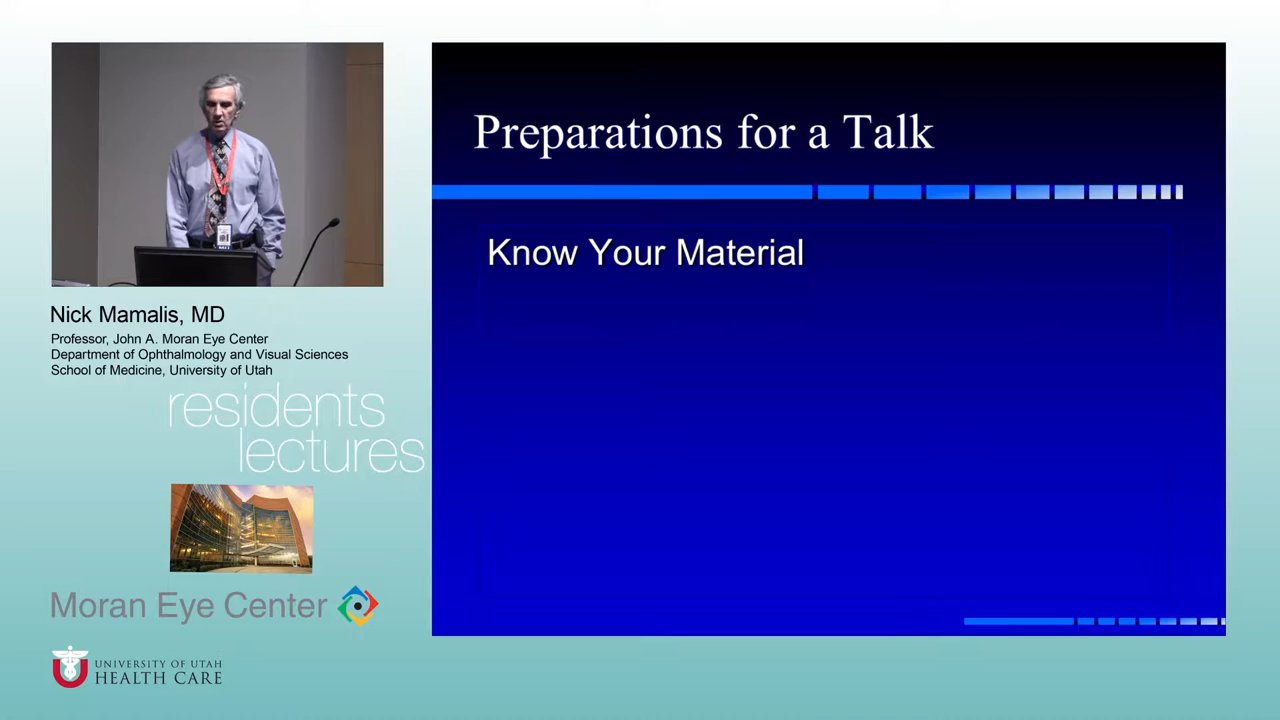 Preparations for a Talk
Know Your Material
Nick Mamalis, MD
Professor, John A. Moran Eye Center
Department of Ophthalmology and Visual Sciences
School of Medicine, University of Utah
residents
lectures
Moran Eye Center
UNIVERSITY OF UTAH
HEALTH CARE